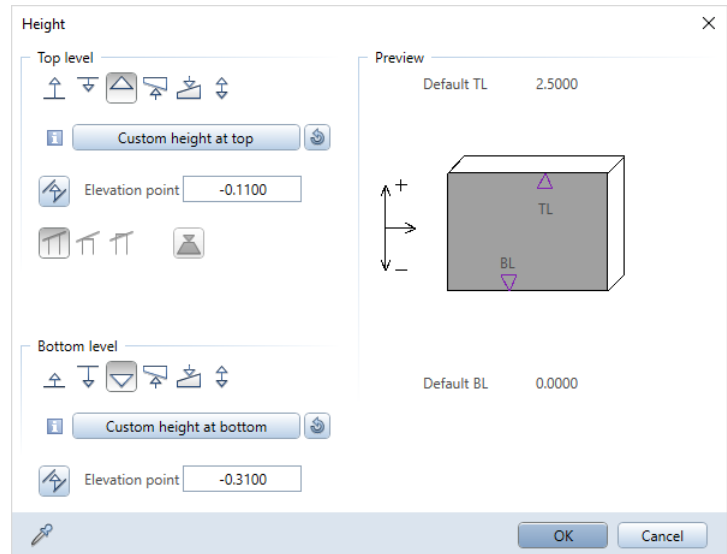 Height
Top level
Custom height at top
Elevation point -0.1100
Bottom level
Custom height at bottom
Elevation point -0.3100
Preview
Default TL 2.5000
+
TL
BL
−
Default BL 0.0000
OK Cancel